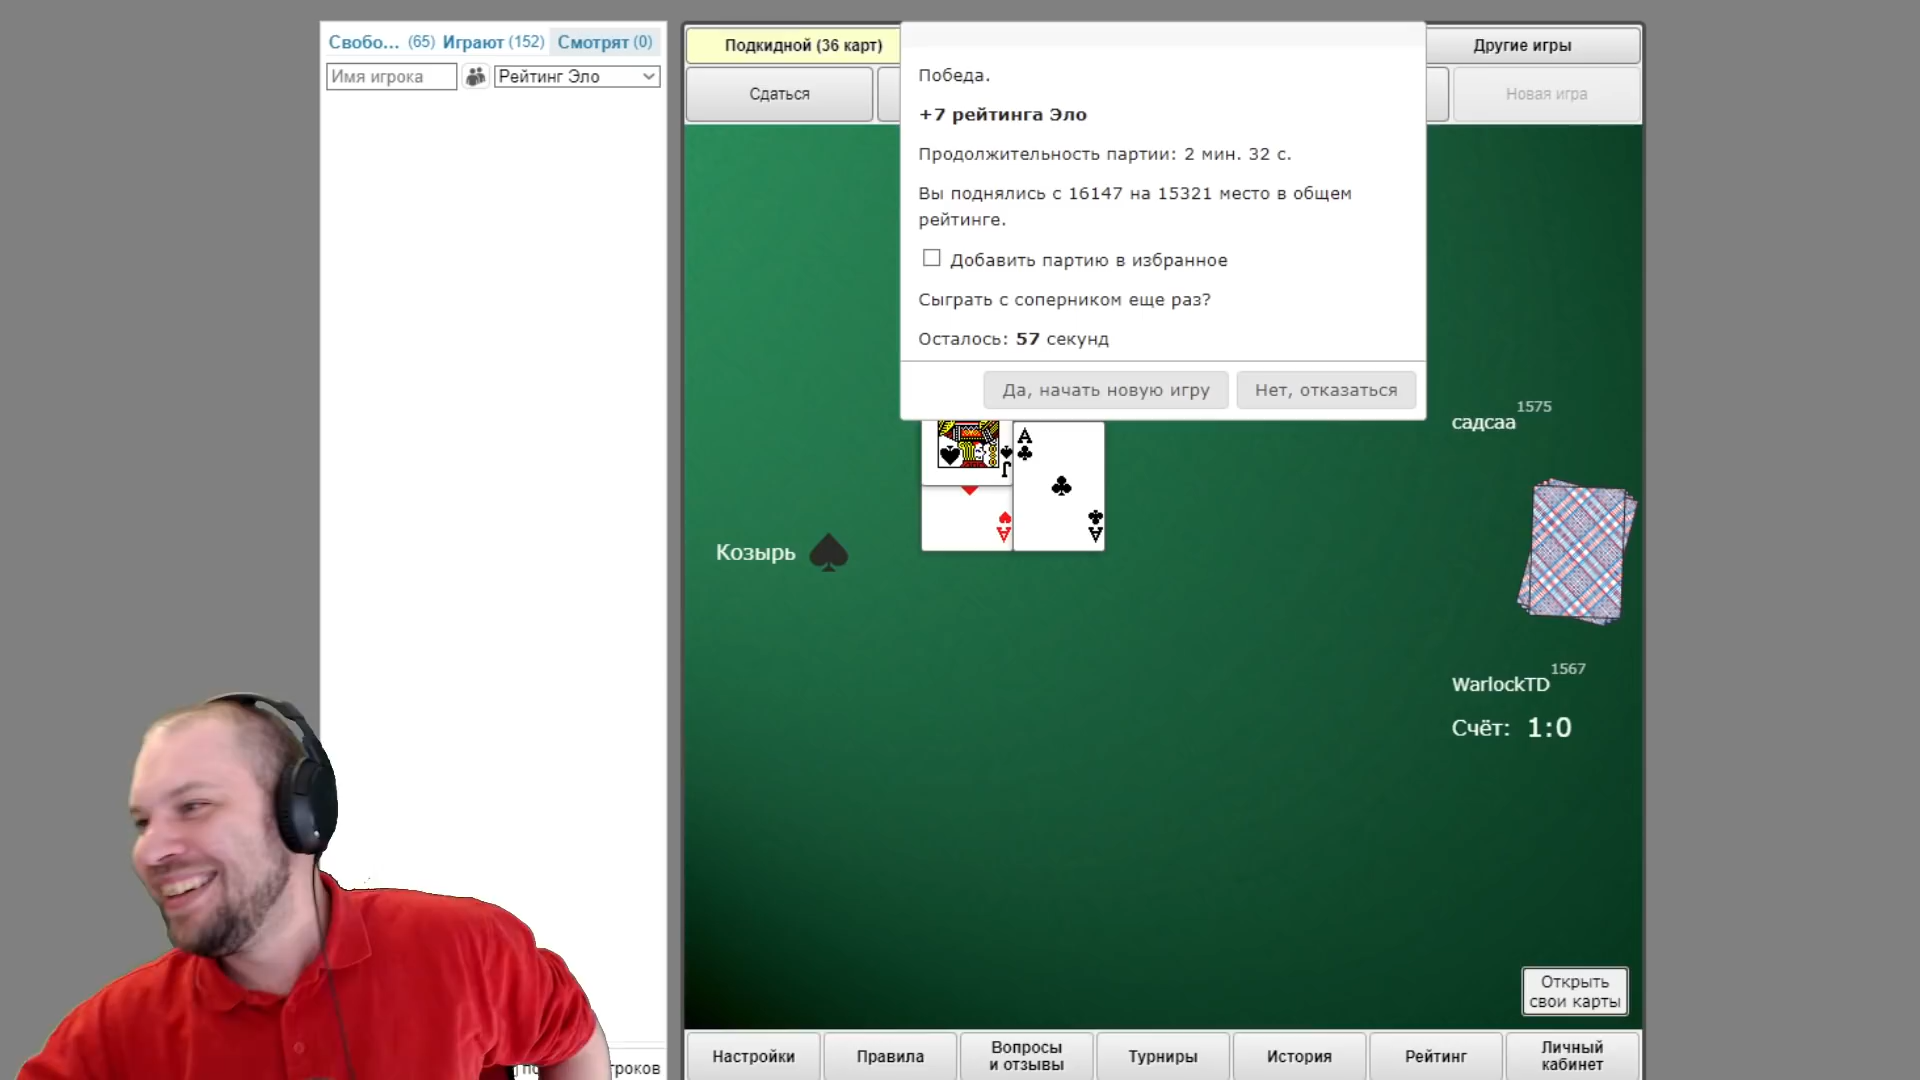 Свобо... (65) Играют (152) Смотрят (0)
Имя игрока
Рейтинг Эло
Подкидной (36 карт)
Другие игры
Сдаться
Новая игра
Победа.
+7 рейтинга Эло
Продолжительность партии: 2 мин. 32 с.
Вы поднялись с 16147 на 15321 место в общем
рейтинге.
Добавить партию в избранное
Сыграть с соперником еще раз?
Осталось: 57 секунд
Да, начать новую игру
Нет, отказаться
садсаа 1575
J
A
A
A
Козырь
WarlockTD 1567
Счёт: 1:0
Открыть
свои карты
Настройки
Правила
Вопросы
и отзывы
Турниры
История
Рейтинг
Личный
кабинет